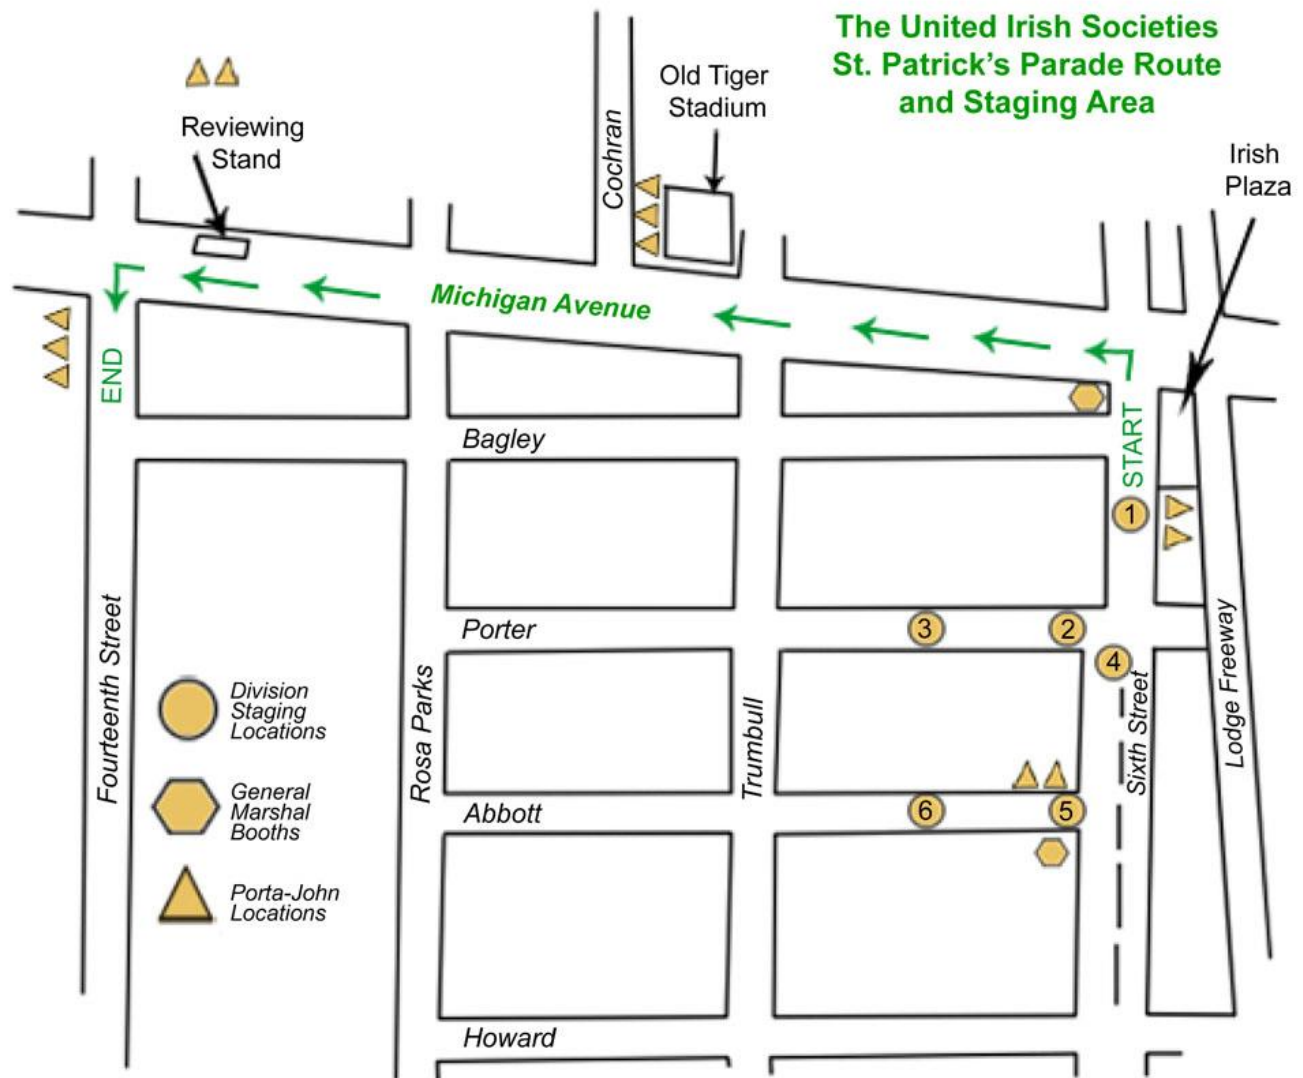 The United Irish Societies
St. Patrick's Parade Route
and Staging Area
Old Tiger
Stadium
Reviewing
Stand
Cochran
Irish
Plaza
Michigan Avenue
END
START
Bagley
1
Porter
3
2
4
Fourteenth Street
Rosa Parks
Trumbull
Sixth Street
Lodge Freeway
Division
Staging
Locations
General
Marshal
Booths
Abbott
6
5
Porta-John
Locations
Howard